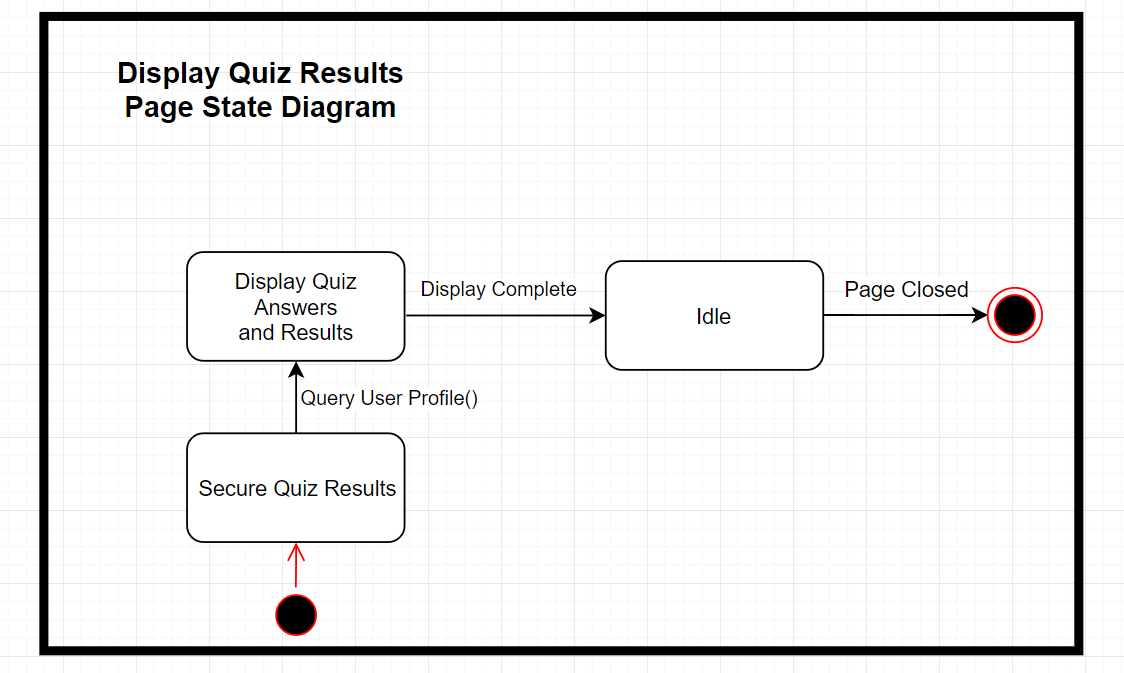 Display Quiz Results
Page State Diagram
Display Quiz
Answers
and Results
Display Complete
Idle
Page Closed
Query User Profile()
Secure Quiz Results